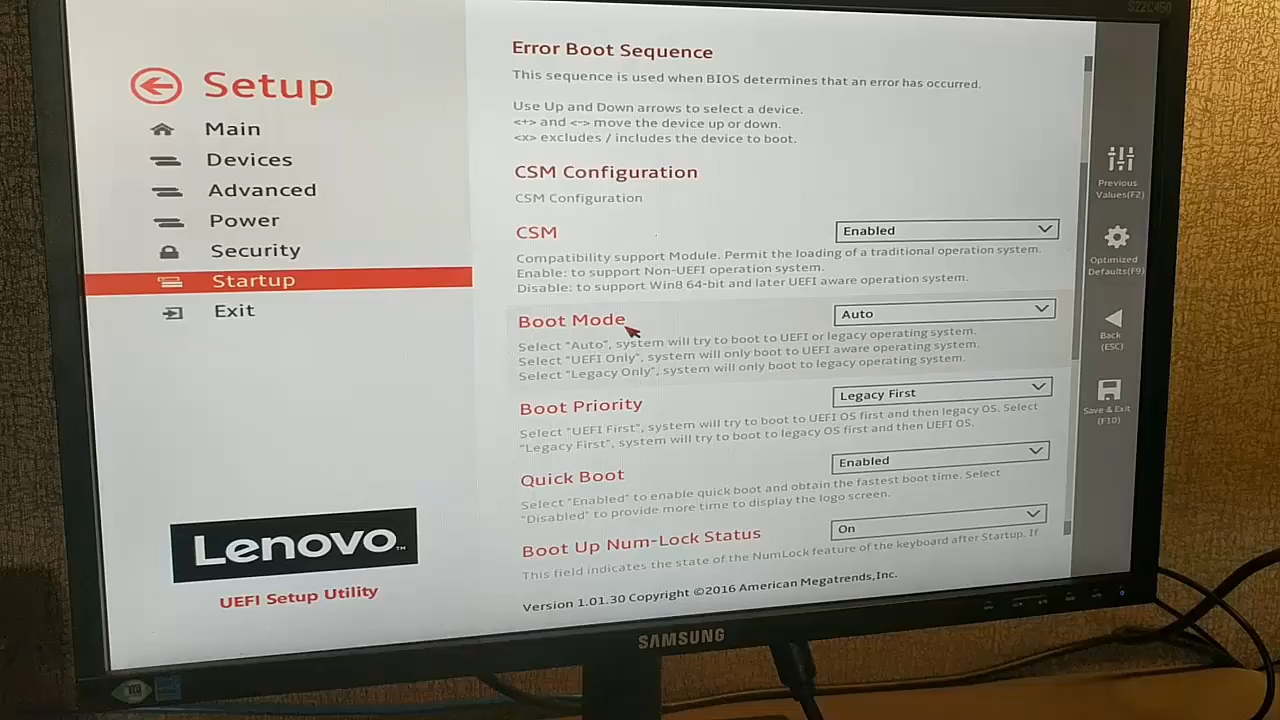 S22C450
Setup
Main
Devices
Advanced
Power
Security
Startup
Exit
Lenovo™
UEFI Setup Utility
Error Boot Sequence
This sequence is used when BIOS determines that an error has occurred.
Use Up and Down arrows to select a device.
<+> and <-> move the device up or down.
<x> excludes / includes the device to boot.
CSM Configuration
CSM Configuration
CSM
Enabled
Compatibility support Module. Permit the loading of a traditional operation system.
Enable: to support Non-UEFI operation system.
Disable: to support Win8 64-bit and later UEFI aware operation system.
Boot Mode
Auto
Select "Auto", system will try to boot to UEFI or legacy operating system.
Select "UEFI Only", system will only boot to UEFI aware operating system.
Select "Legacy Only", system will only boot to legacy operating system.
Boot Priority
Legacy First
Select "UEFI First", system will try to boot to UEFI OS first and then legacy OS. Select
"Legacy First", system will try to boot to legacy OS first and then UEFI OS.
Quick Boot
Enabled
Select "Enabled" to enable quick boot and obtain the fastest boot time. Select
"Disabled" to provide more time to display the logo screen.
Boot Up Num-Lock Status
On
This field indicates the state of the NumLock feature of the keyboard after Startup. If
Version 1.01.30 Copyright ©2016 American Megatrends,Inc.
Previous
Values(F2)
Optimized
Defaults(F9)
Back
(ESC)
Save & Exit
(F10)
SAMSUNG